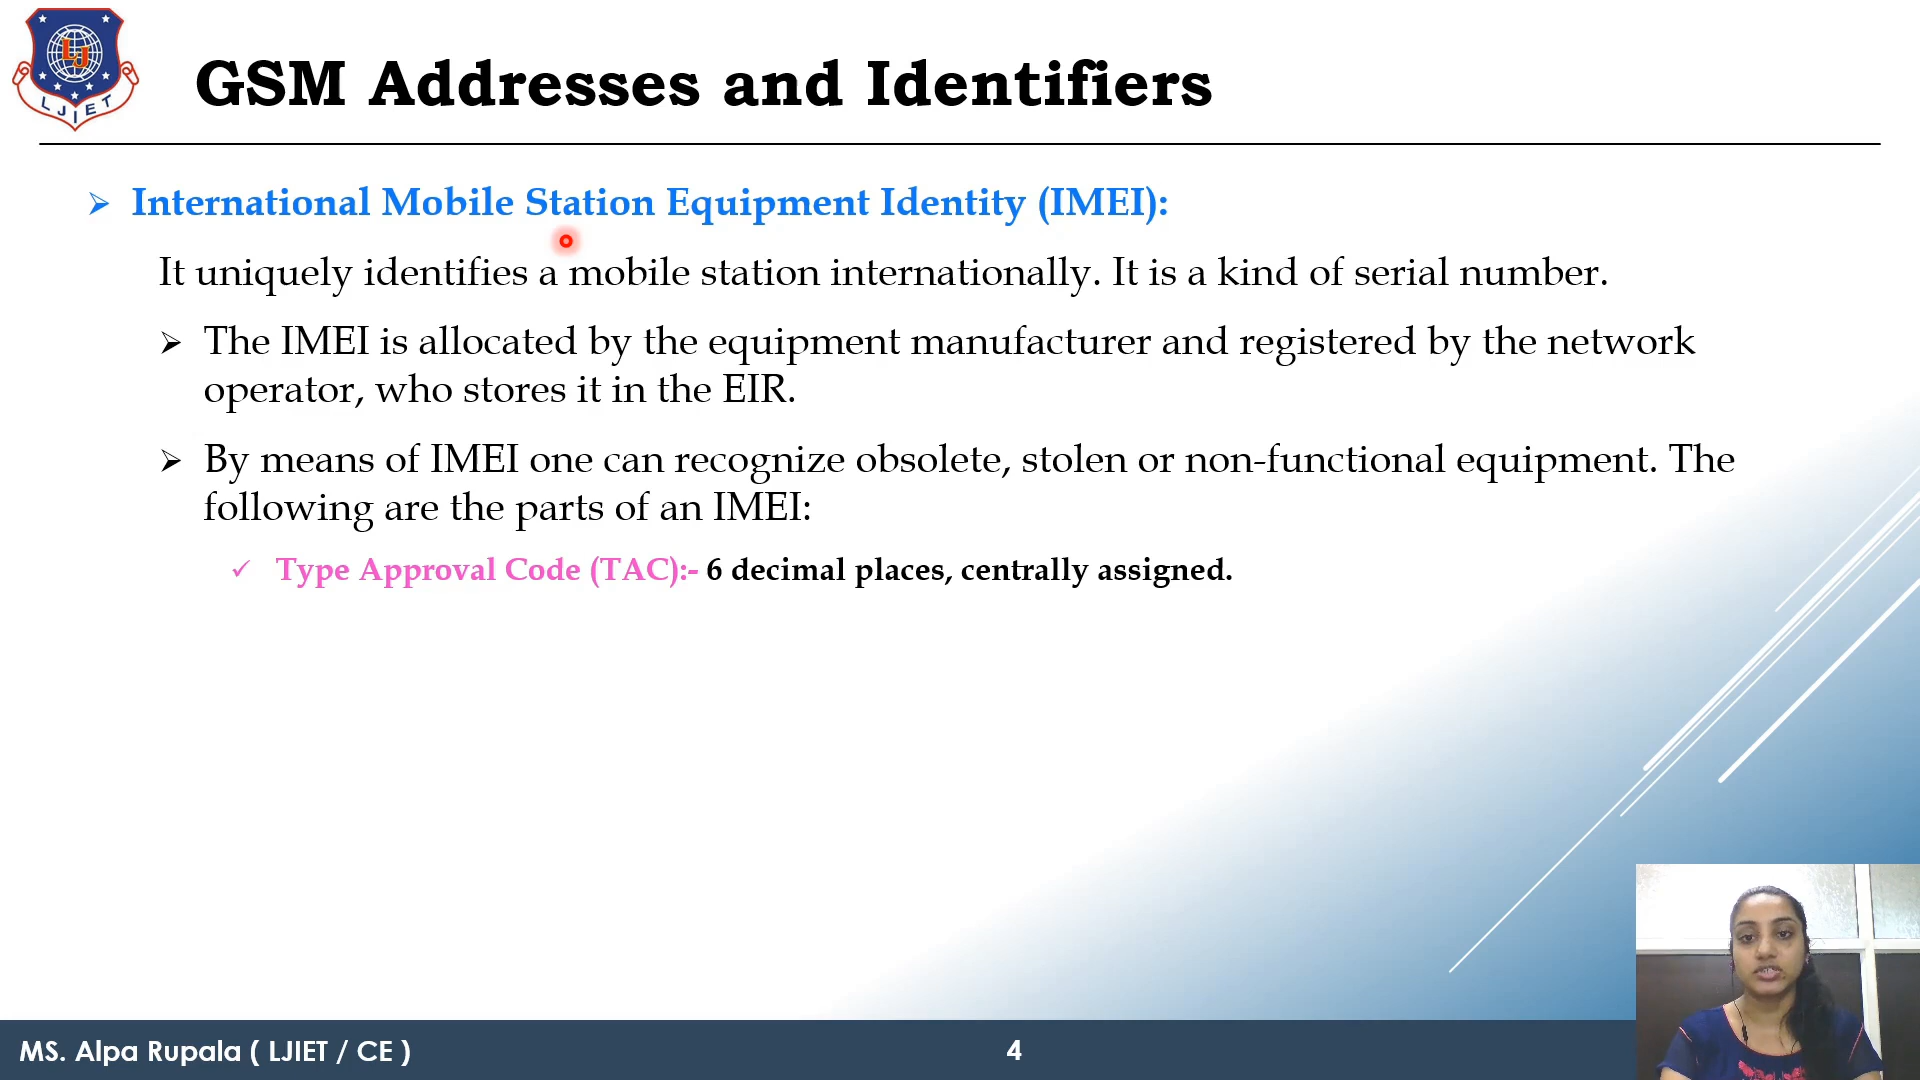 LJ
LJIET
GSM Addresses and Identifiers
International Mobile Station Equipment Identity (IMEI):
It uniquely identifies a mobile station internationally. It is a kind of serial number.
The IMEI is allocated by the equipment manufacturer and registered by the network
operator, who stores it in the EIR.
By means of IMEI one can recognize obsolete, stolen or non-functional equipment. The
following are the parts of an IMEI:
Type Approval Code (TAC):- 6 decimal places, centrally assigned.
MS. Alpa Rupala ( LJIET / CE )
4